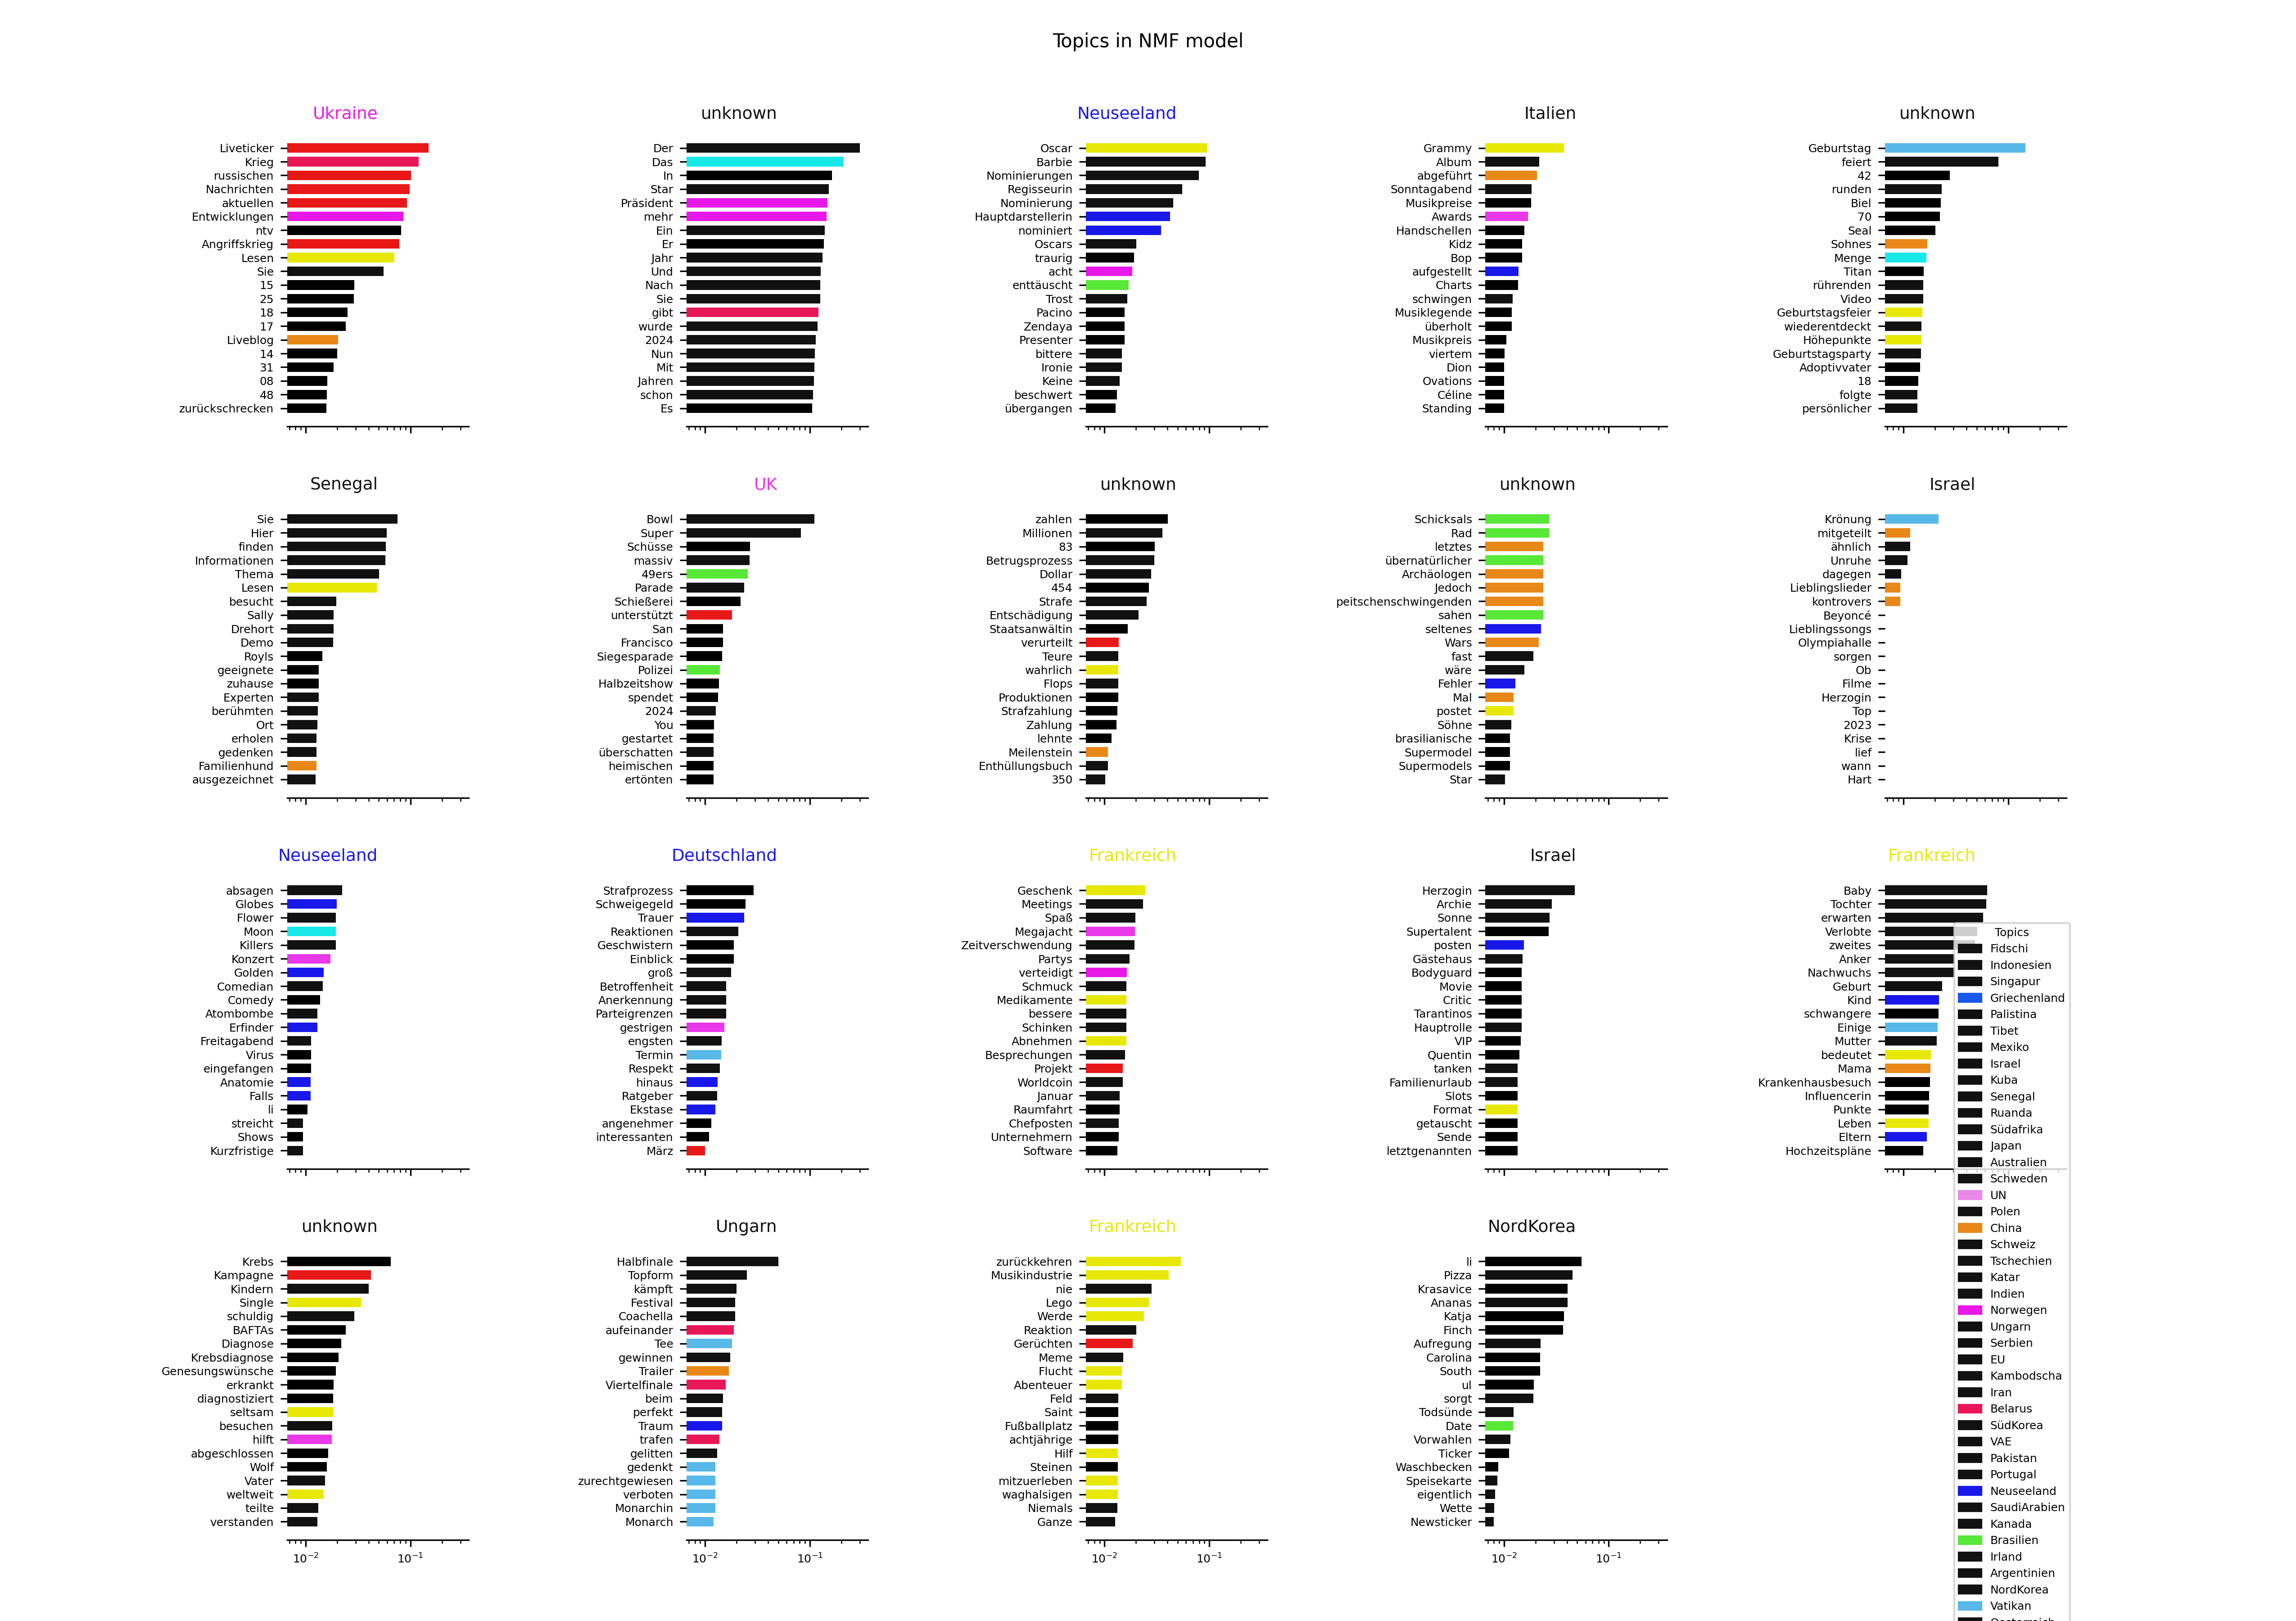 Topics in NMF model
Ukraine
Liveticker
Krieg
russischen
Nachrichten
aktuellen
Entwicklungen
ntv
Angriffskrieg
Lesen
Sie
15
25
18
17
Liveblog
14
31
08
48
zurückschrecken
unknown
Der
Das
In
Star
Präsident
mehr
Ein
Er
Jahr
Und
Nach
Sie
gibt
wurde
2024
Nun
Mit
Jahren
schon
Es
Neuseeland
Oscar
Barbie
Nominierungen
Regisseurin
Nominierung
Hauptdarstellerin
nominiert
Oscars
traurig
acht
enttäuscht
Trost
Pacino
Zendaya
Presenter
bittere
Ironie
Keine
beschwert
übergangen
Italien
Grammy
Album
abgeführt
Sonntagabend
Musikpreise
Awards
Handschellen
Kidz
Bop
aufgestellt
Charts
schwingen
Musiklegende
überholt
Musikpreis
viertem
Dion
Ovations
Céline
Standing
unknown
Geburtstag
feiert
42
runden
Biel
70
Seal
Sohnes
Menge
Titan
rührenden
Video
Geburtstagsfeier
wiederentdeckt
Höhepunkte
Geburtstagsparty
Adoptivvater
18
folgte
persönlicher
Senegal
Sie
Hier
finden
Informationen
Thema
Lesen
besucht
Sally
Drehort
Demo
Royls
geeignete
zuhause
Experten
berühmten
Ort
erholen
gedenken
Familienhund
ausgezeichnet
UK
Bowl
Super
Schüsse
massiv
49ers
Parade
Schießerei
unterstützt
San
Francisco
Siegesparade
Polizei
Halbzeitshow
spendet
2024
You
gestartet
überschatten
heimischen
ertönten
unknown
zahlen
Millionen
83
Betrugsprozess
Dollar
454
Strafe
Entschädigung
Staatsanwältin
verurteilt
Teure
wahrlich
Flops
Produktionen
Strafzahlung
Zahlung
lehnte
Meilenstein
Enthüllungsbuch
350
unknown
Schicksals
Rad
letztes
übernatürlicher
Archäologen
Jedoch
peitschenschwingenden
sahen
seltenes
Wars
fast
wäre
Fehler
Mal
postet
Söhne
brasilianische
Supermodel
Supermodels
Star
Israel
Krönung
mitgeteilt
ähnlich
Unruhe
dagegen
Lieblingslieder
kontrovers
Beyoncé
Lieblingssongs
Olympiahalle
sorgen
Ob
Filme
Herzogin
Top
2023
Krise
lief
wann
Hart
Neuseeland
absagen
Globes
Flower
Moon
Killers
Konzert
Golden
Comedian
Comedy
Atombombe
Erfinder
Freitagabend
Virus
eingefangen
Anatomie
Falls
li
streicht
Shows
Kurzfristige
Deutschland
Strafprozess
Schweigegeld
Trauer
Reaktionen
Geschwistern
Einblick
groß
Betroffenheit
Anerkennung
Parteigrenzen
gestrigen
engsten
Termin
Respekt
hinaus
Ratgeber
Ekstase
angenehmer
interessanten
März
Frankreich
Geschenk
Meetings
Spaß
Megajacht
Zeitverschwendung
Partys
verteidigt
Schmuck
Medikamente
bessere
Schinken
Abnehmen
Besprechungen
Projekt
Worldcoin
Januar
Raumfahrt
Chefposten
Unternehmern
Software
Israel
Herzogin
Archie
Sonne
Supertalent
posten
Gästehaus
Bodyguard
Movie
Critic
Tarantinos
Hauptrolle
VIP
Quentin
tanken
Familienurlaub
Slots
Format
getauscht
Sende
letztgenannten
Frankreich
Baby
Tochter
erwarten
Verlobte
zweites
Anker
Nachwuchs
Geburt
Kind
schwangere
Einige
Mutter
bedeutet
Mama
Krankenhausbesuch
Influencerin
Punkte
Leben
Eltern
Hochzeitspläne
unknown
Krebs
Kampagne
Kindern
Single
schuldig
BAFTAs
Diagnose
Krebsdiagnose
Genesungswünsche
erkrankt
diagnostiziert
seltsam
besuchen
hilft
abgeschlossen
Wolf
Vater
weltweit
teilte
verstanden
10⁻² 10⁻¹
Ungarn
Halbfinale
Topform
kämpft
Festival
Coachella
aufeinander
Tee
gewinnen
Trailer
Viertelfinale
beim
perfekt
Traum
trafen
gelitten
gedenkt
zurechtgewiesen
verboten
Monarchin
Monarch
10⁻² 10⁻¹
Frankreich
zurückkehren
Musikindustrie
nie
Lego
Werde
Reaktion
Gerüchten
Meme
Flucht
Abenteuer
Feld
Saint
Fußballplatz
achtjährige
Hilf
Steinen
mitzuerleben
waghalsigen
Niemals
Ganze
10⁻² 10⁻¹
NordKorea
li
Pizza
Krasavice
Ananas
Katja
Finch
Aufregung
Carolina
South
ul
sorgt
Todsünde
Date
Vorwahlen
Ticker
Waschbecken
Speisekarte
eigentlich
Wette
Newsticker
10⁻² 10⁻¹
Topics
Fidschi
Indonesien
Singapur
Griechenland
Palistina
Tibet
Mexiko
Israel
Kuba
Senegal
Ruanda
Südafrika
Japan
Australien
Schweden
UN
Polen
China
Schweiz
Tschechien
Katar
Indien
Norwegen
Ungarn
Serbien
EU
Kambodscha
Iran
Belarus
SüdKorea
VAE
Pakistan
Portugal
Neuseeland
SaudiArabien
Kanada
Brasilien
Irland
Argentinien
NordKorea
Vatikan